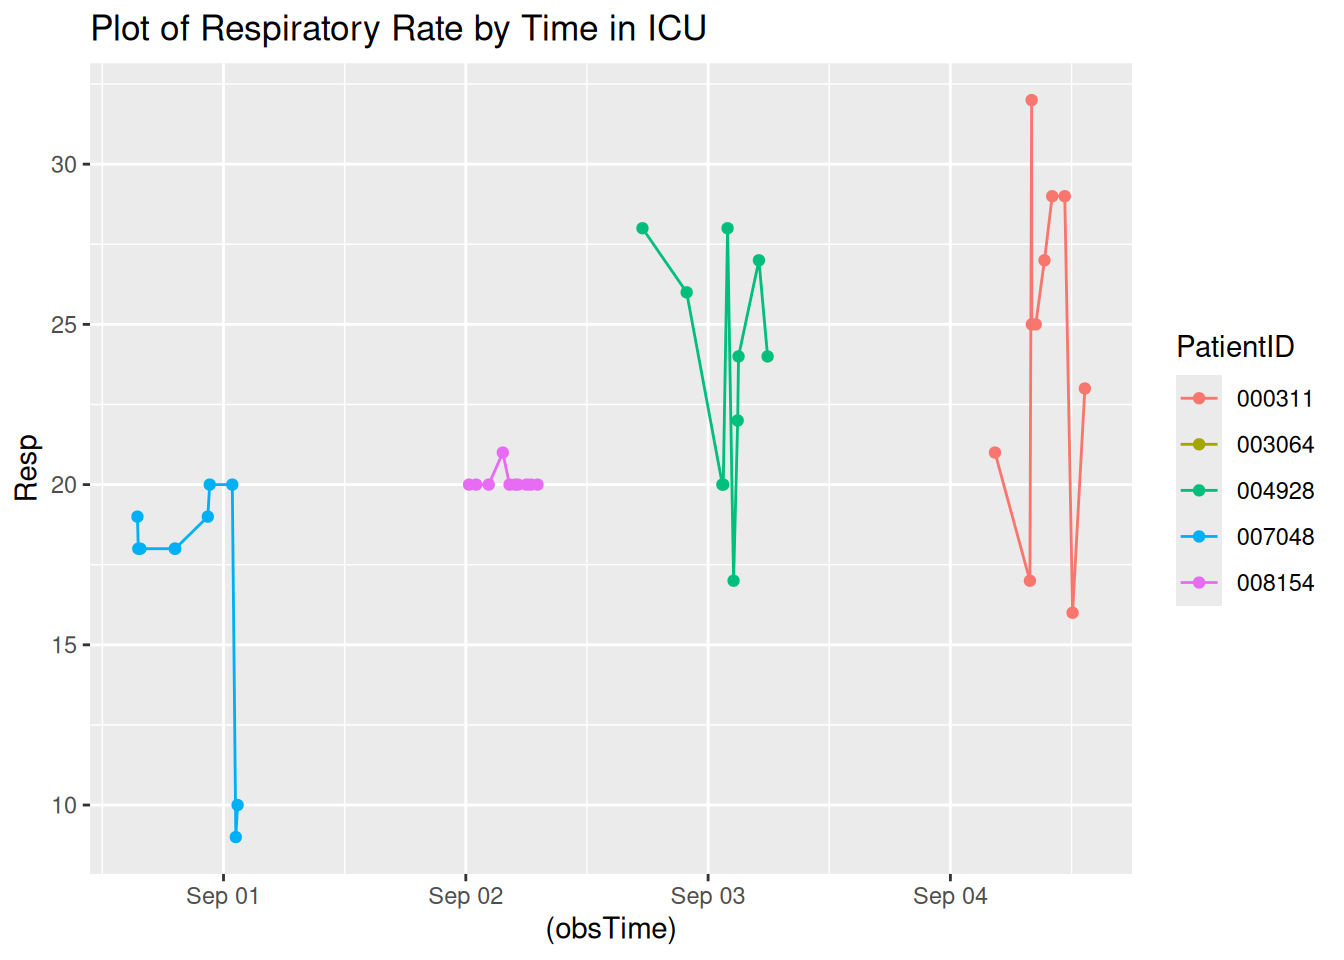 Plot of Respiratory Rate by Time in ICU
Resp
30
25
20
15
10
Sep 01
Sep 02
Sep 03
Sep 04
(obsTime)
PatientID
000311
003064
004928
007048
008154